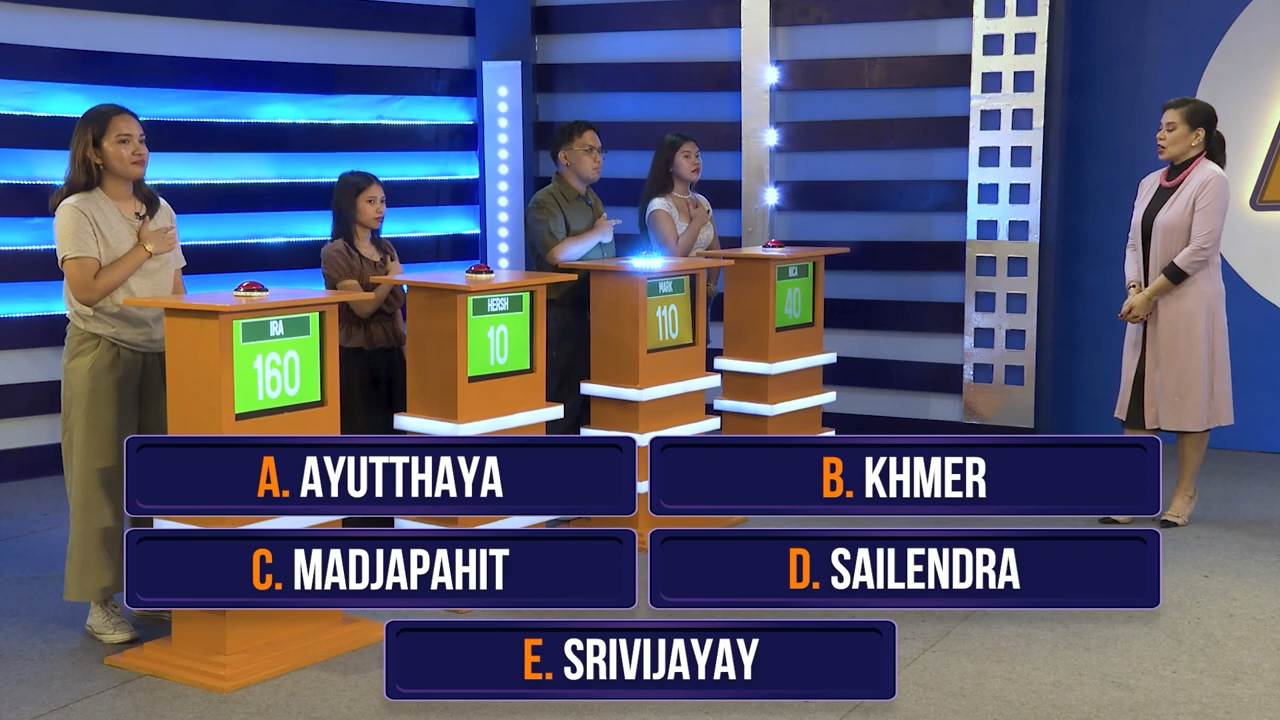 IRA
160
HERSH
10
MARK
110
NICA
40
A. AYUTTHAYA
B. KHMER
C. MADJAPAHIT
D. SAILENDRA
E. SRIVIJAYAY